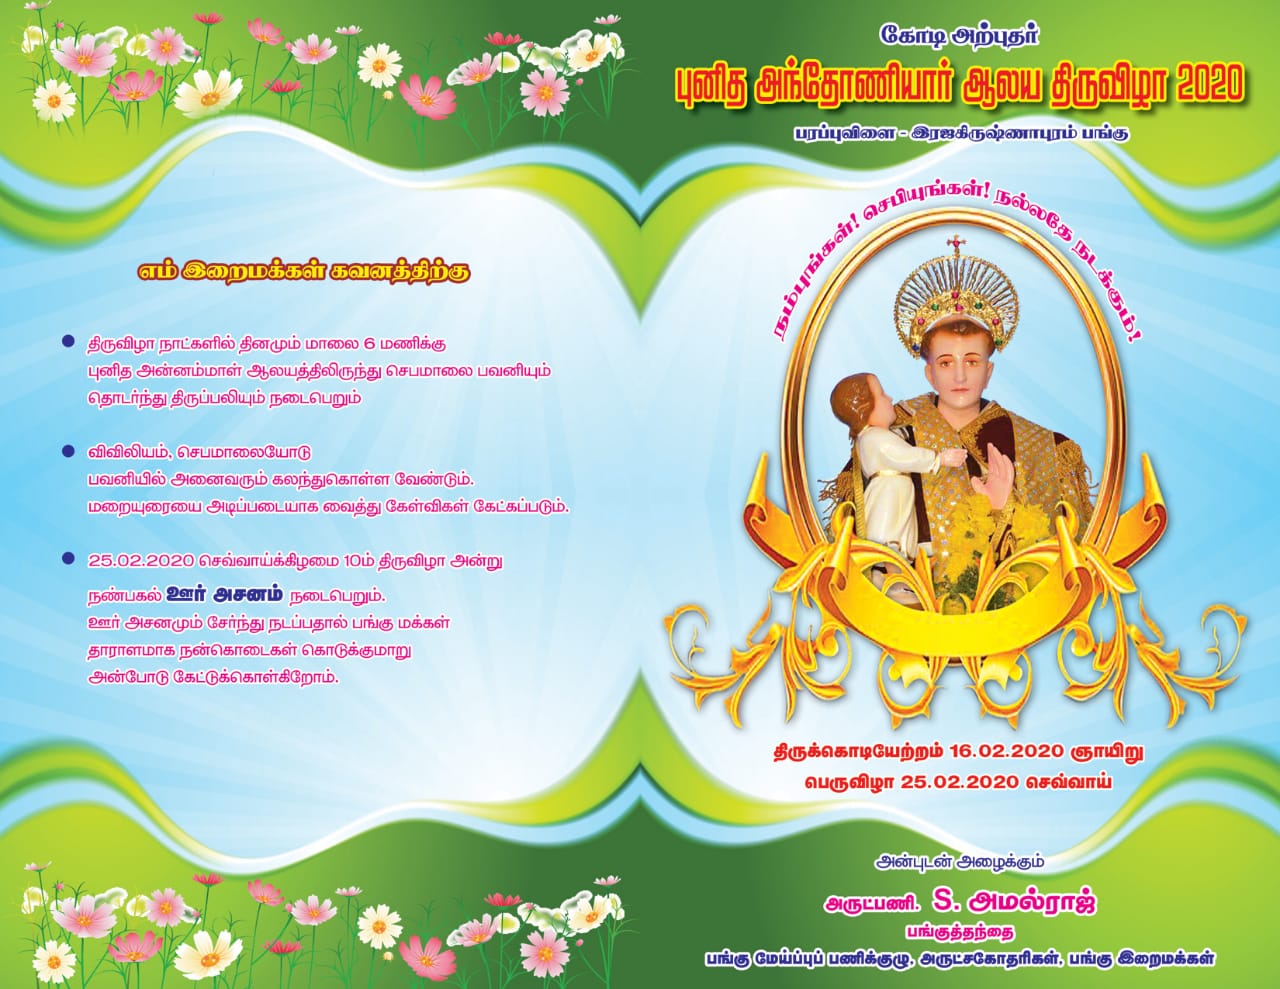 கோடி அற்புதர்
புனித அந்தோணியார் ஆலய திருவிழா 2020
பரப்புவிளை - இரஜகிருஷ்ணாபுரம் பங்கு
நம்புங்கள்! செபியுங்கள்! நல்லதே நடக்கும்!
திருக்கொடியேற்றம் 16.02.2020 ஞாயிறு
பெருவிழா 25.02.2020 செவ்வாய்
அன்புடன் அழைக்கும்
அருட்பணி. S. அமல்ராஜ்
பங்குத்தந்தை
பங்கு மேய்ப்புப் பணிக்குழு, அருட்சகோதரிகள், பங்கு இறைமக்கள்
எம் இறைமக்கள் கவனத்திற்கு
● திருவிழா நாட்களில் தினமும் மாலை 6 மணிக்கு
புனித அன்னம்மாள் ஆலயத்திலிருந்து செபமாலை பவனியும்
தொடர்ந்து திருப்பலியும் நடைபெறும்
● விவிலியம், செபமாலையோடு
பவனியில் அனைவரும் கலந்துகொள்ள வேண்டும்.
மறையுரையை அடிப்படையாக வைத்து கேள்விகள் கேட்கப்படும்.
● 25.02.2020 செவ்வாய்க்கிழமை 10ம் திருவிழா அன்று
நண்பகல் ஊர் அசனம் நடைபெறும்.
ஊர் அசனமும் சேர்ந்து நடப்பதால் பங்கு மக்கள்
தாராளமாக நன்கொடைகள் கொடுக்குமாறு
அன்போடு கேட்டுக்கொள்கிறோம்.